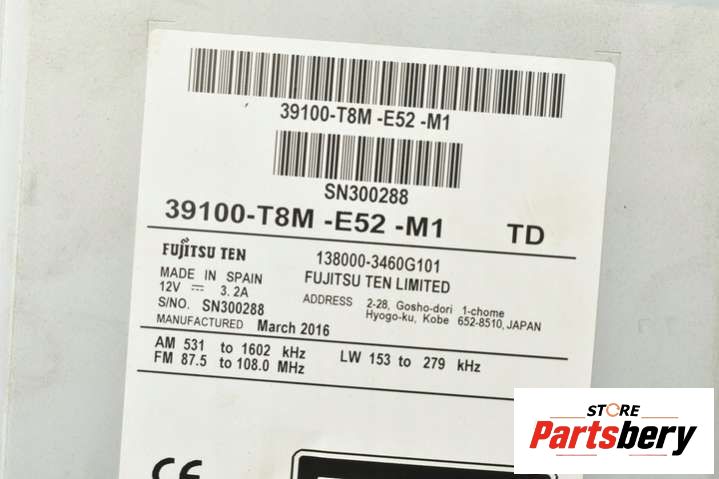 39100-T8M -E52 -M1
SN300288
39100-T8M -E52 -M1 TD
FUJITSU TEN 138000-3460G101
MADE IN SPAIN FUJITSU TEN LIMITED
12V ⎓ 3.2A ADDRESS 2-28, Gosho-dori 1-chome
S/NO. SN300288 Hyogo-ku, Kobe 652-8510, JAPAN
MANUFACTURED March 2016
AM 531 to 1602 kHz LW 153 to 279 kHz
FM 87.5 to 108.0 MHz
CE
STORE
Partsbery